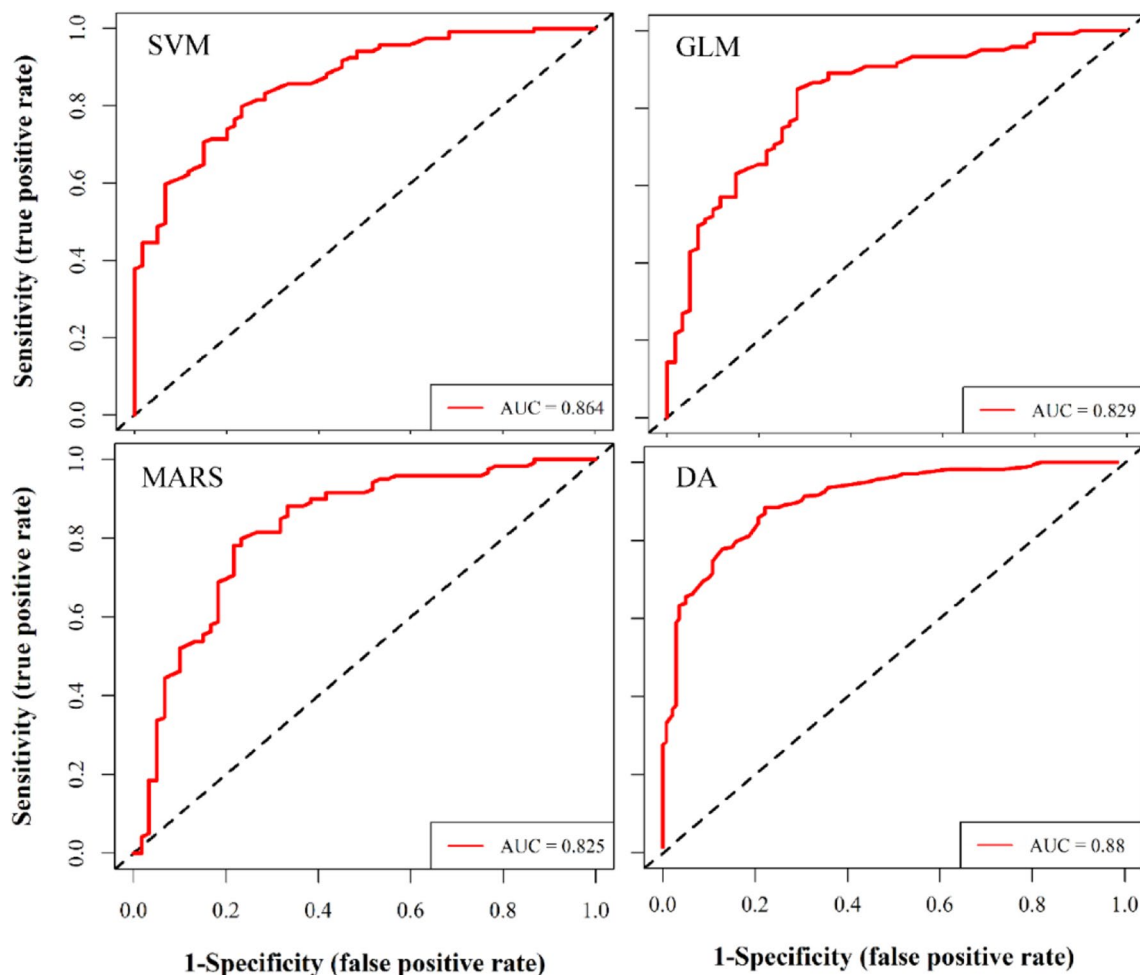 SVM
GLM
Sensitivity (true positive rate)
1.0
0.8
0.6
0.4
0.2
0.0
AUC = 0.864
AUC = 0.829
MARS
DA
Sensitivity (true positive rate)
1.0
0.8
0.6
0.4
0.2
0.0
AUC = 0.825
AUC = 0.88
0.0 0.2 0.4 0.6 0.8 1.0
0.0 0.2 0.4 0.6 0.8 1.0
1-Specificity (false positive rate)
1-Specificity (false positive rate)